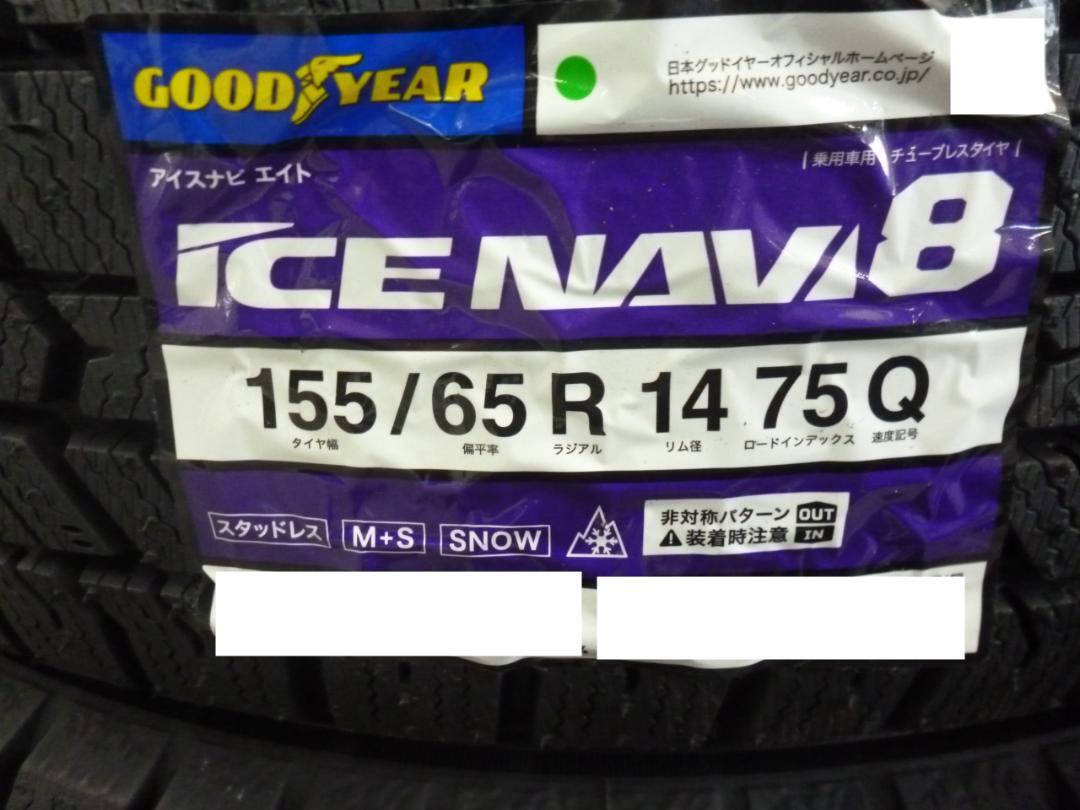 GOODYEAR
日本グッドイヤーオフィシャルホームページ
https://www.goodyear.co.jp/
アイスナビ エイト
|乗用車用 チューブレスタイヤ|
ICE NAVI 8
155/65 R 14 75 Q
タイヤ幅 偏平率 ラジアル リム径 ロードインデックス 速度記号
スタッドレス M+S SNOW
非対称パターン OUT
装着時注意 IN